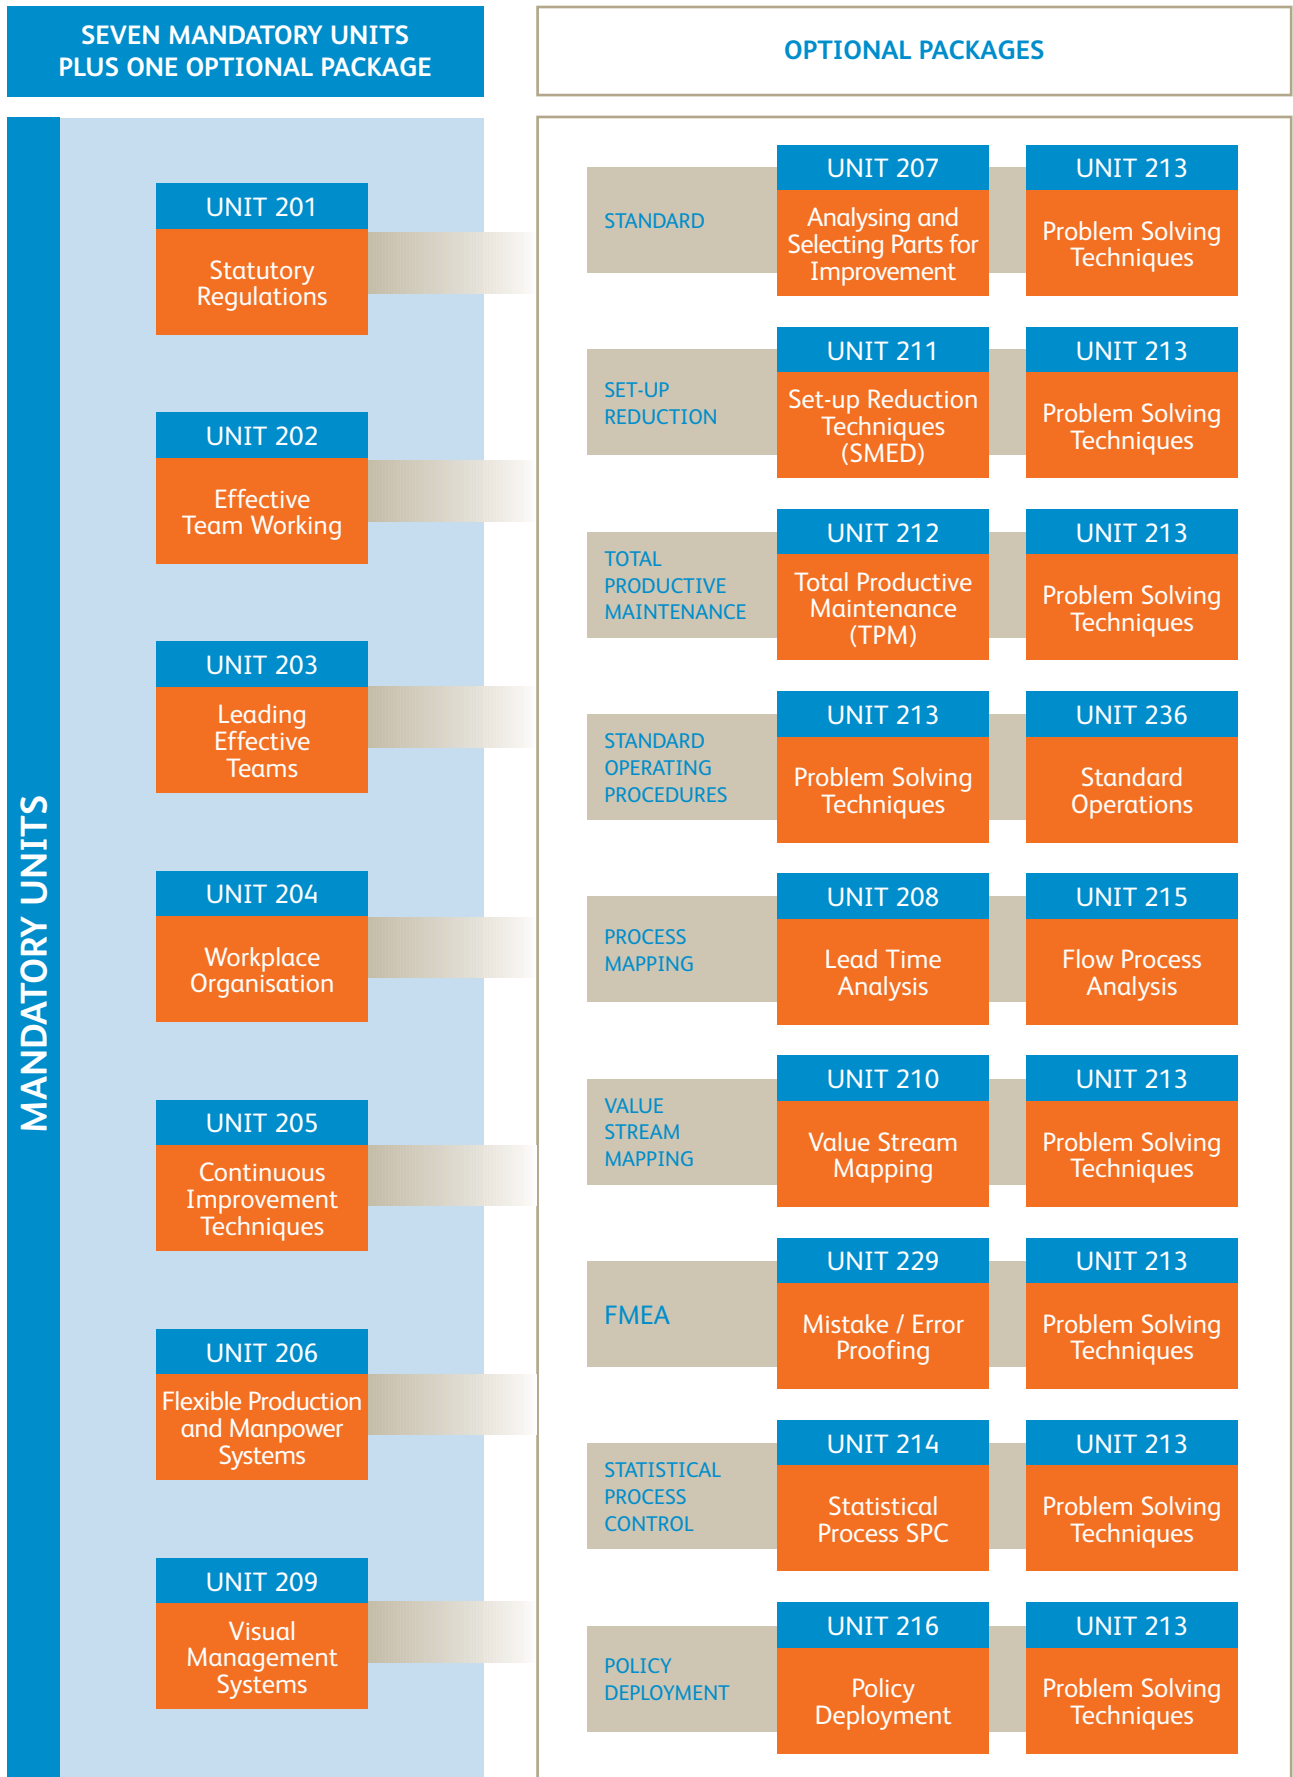 SEVEN MANDATORY UNITS
PLUS ONE OPTIONAL PACKAGE
MANDATORY UNITS
UNIT 201
Statutory
Regulations
UNIT 202
Effective
Team Working
UNIT 203
Leading
Effective
Teams
UNIT 204
Workplace
Organisation
UNIT 205
Continuous
Improvement
Techniques
UNIT 206
Flexible Production
and Manpower
Systems
UNIT 209
Visual
Management
Systems
OPTIONAL PACKAGES
STANDARD
UNIT 207
Analysing and
Selecting Parts for
Improvement
UNIT 213
Problem Solving
Techniques
SET-UP
REDUCTION
UNIT 211
Set-up Reduction
Techniques
(SMED)
UNIT 213
Problem Solving
Techniques
TOTAL
PRODUCTIVE
MAINTENANCE
UNIT 212
Total Productive
Maintenance
(TPM)
UNIT 213
Problem Solving
Techniques
STANDARD
OPERATING
PROCEDURES
UNIT 213
Problem Solving
Techniques
UNIT 236
Standard
Operations
PROCESS
MAPPING
UNIT 208
Lead Time
Analysis
UNIT 215
Flow Process
Analysis
VALUE
STREAM
MAPPING
UNIT 210
Value Stream
Mapping
UNIT 213
Problem Solving
Techniques
FMEA
UNIT 229
Mistake / Error
Proofing
UNIT 213
Problem Solving
Techniques
STATISTICAL
PROCESS
CONTROL
UNIT 214
Statistical
Process SPC
UNIT 213
Problem Solving
Techniques
POLICY
DEPLOYMENT
UNIT 216
Policy
Deployment
UNIT 213
Problem Solving
Techniques